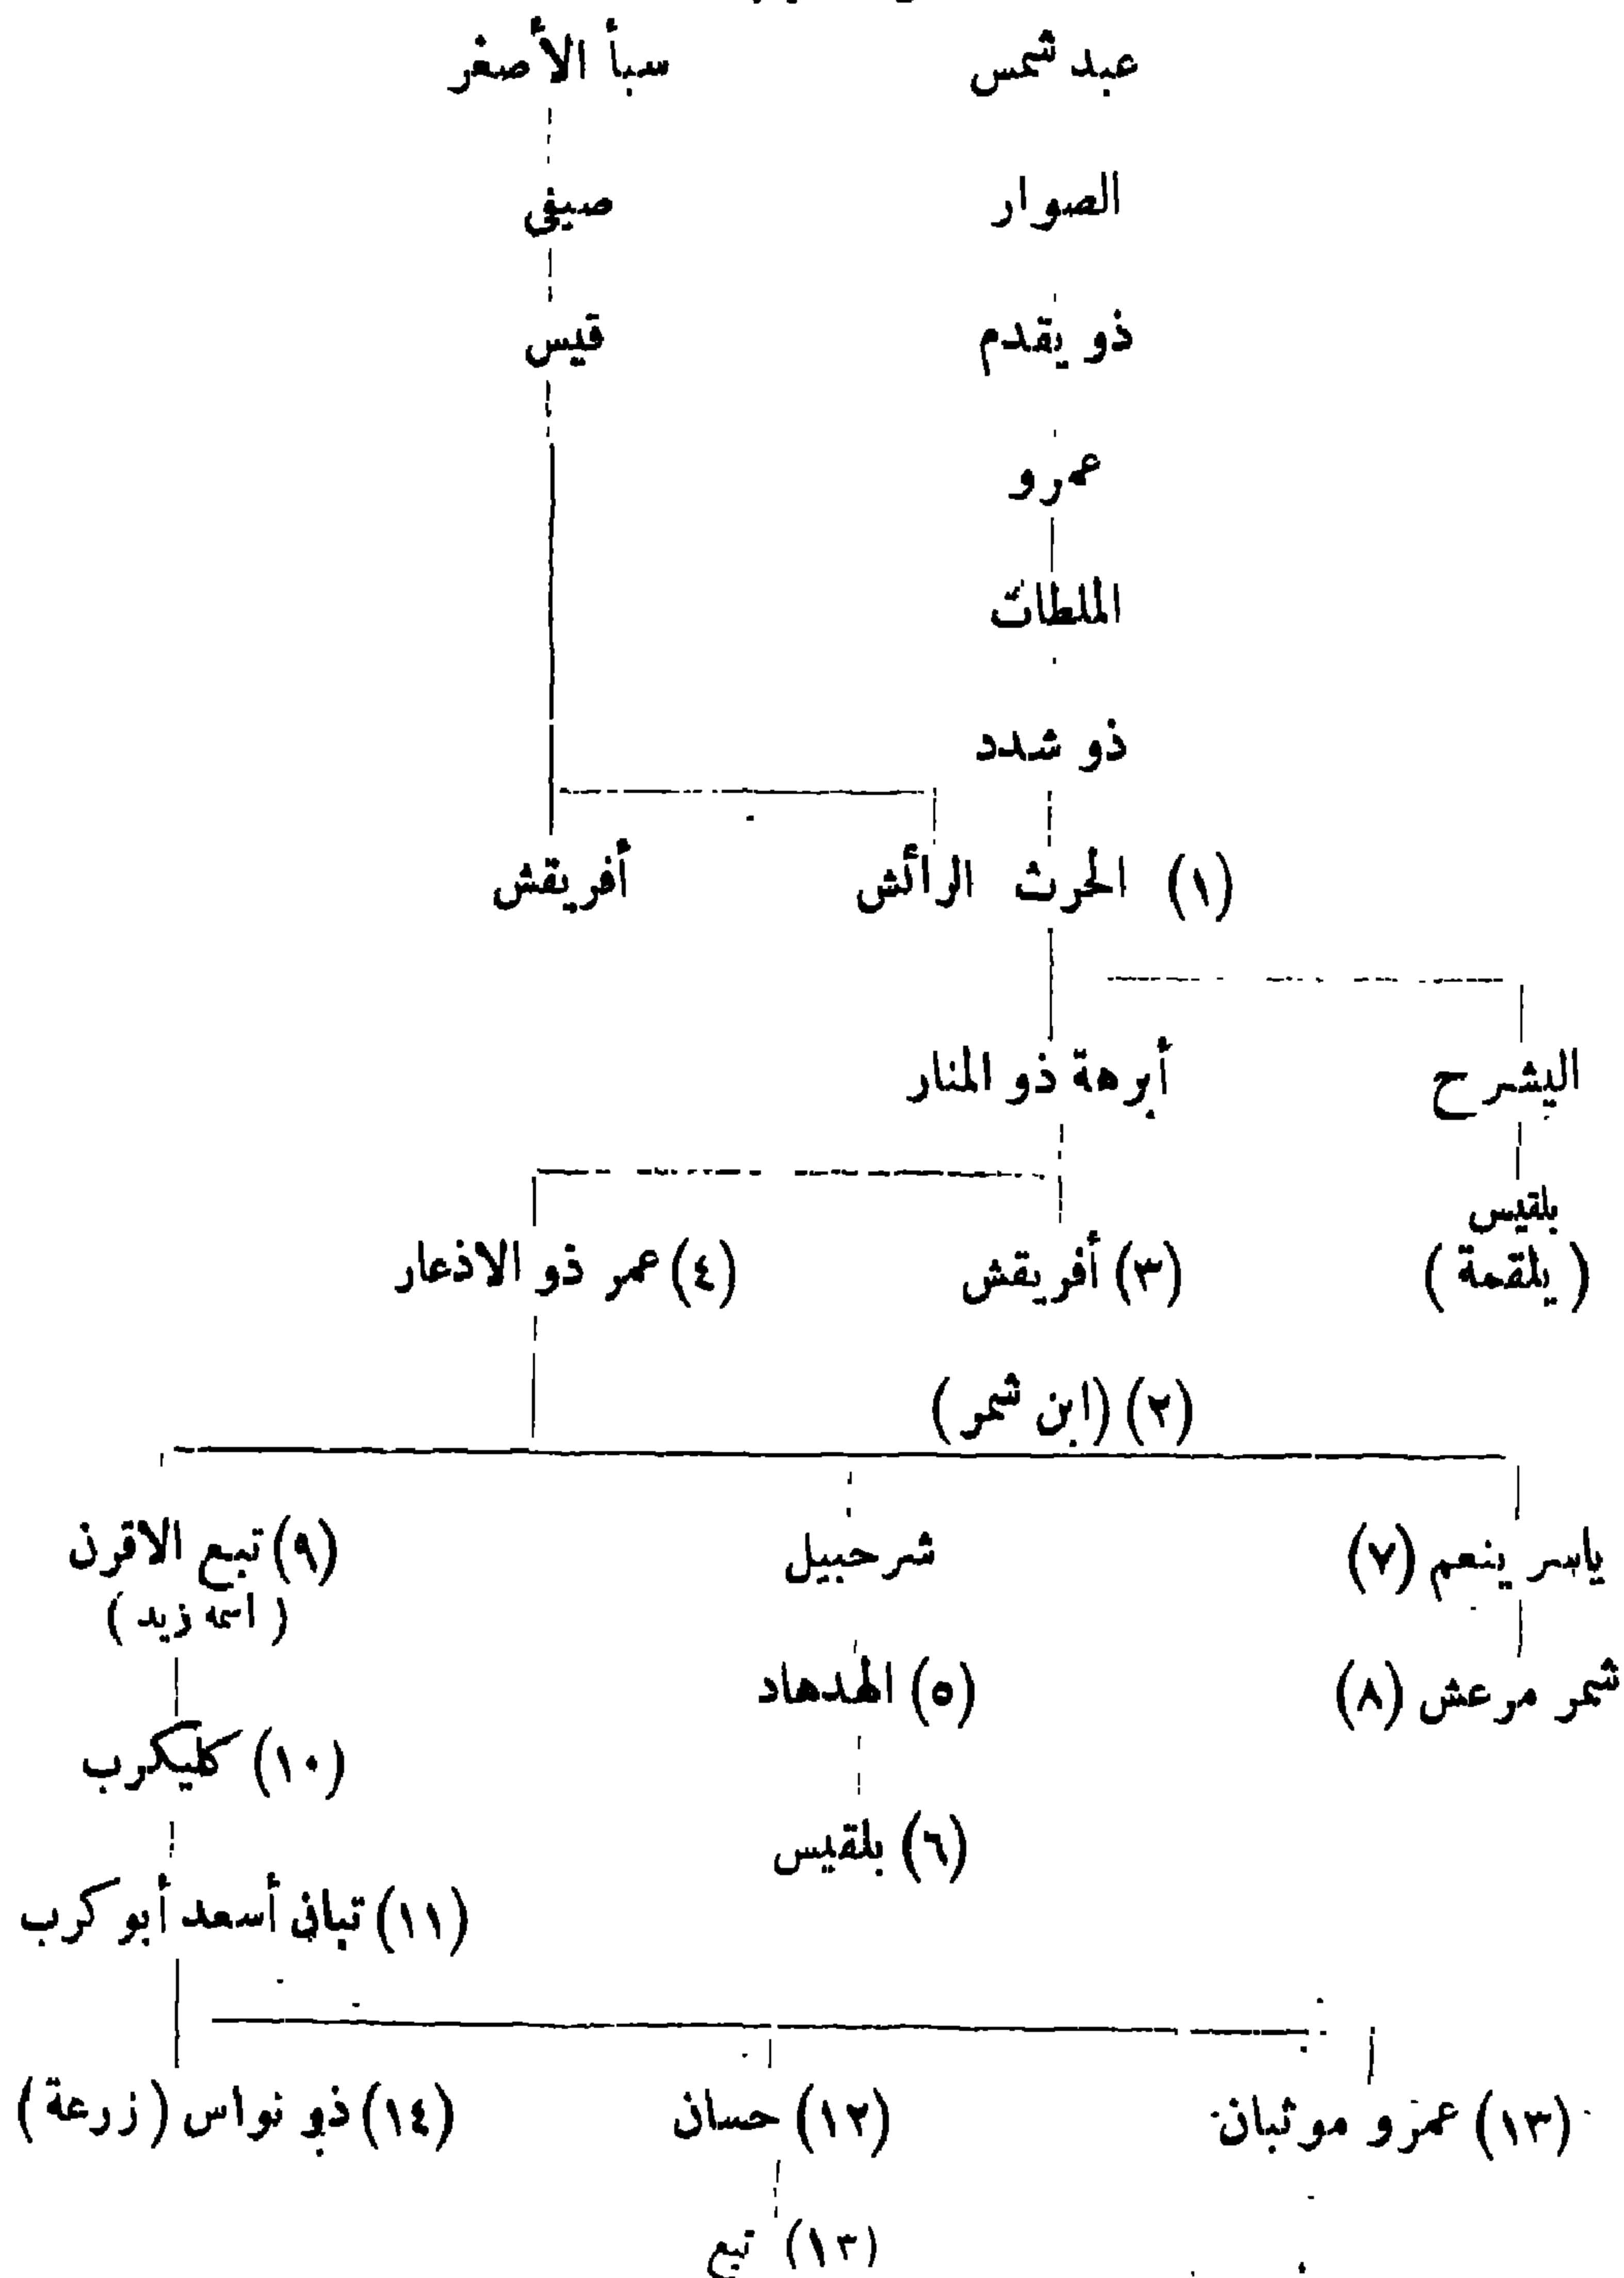 عبد شمس سبأ الأصغر
الصوار صيفى
ذو يقدم قيس
عمرو
الملطاث
ذو شدد
(١) الحرث الرائش أفريقش
اليشرح أبرهة ذو المنار
بلقيس
(يلقمة) (٣) أفريقش (٤) عمر ذو الاذعار
(٢) (ابن شمر)
ياسر ينعم (٧) شرحبيل (٩) تبع الاقرن
(اسمه زيد)
شمر مرعش (٨) (٥) الهدهاد
(١٠) كليكرب
(٦) بلقيس
(١١) تبان أسعد أبو كرب
(١٣) عمرو موثبان (١٢) حسان (١٤) ذو نواس (زرعة)
(١٣) تبع